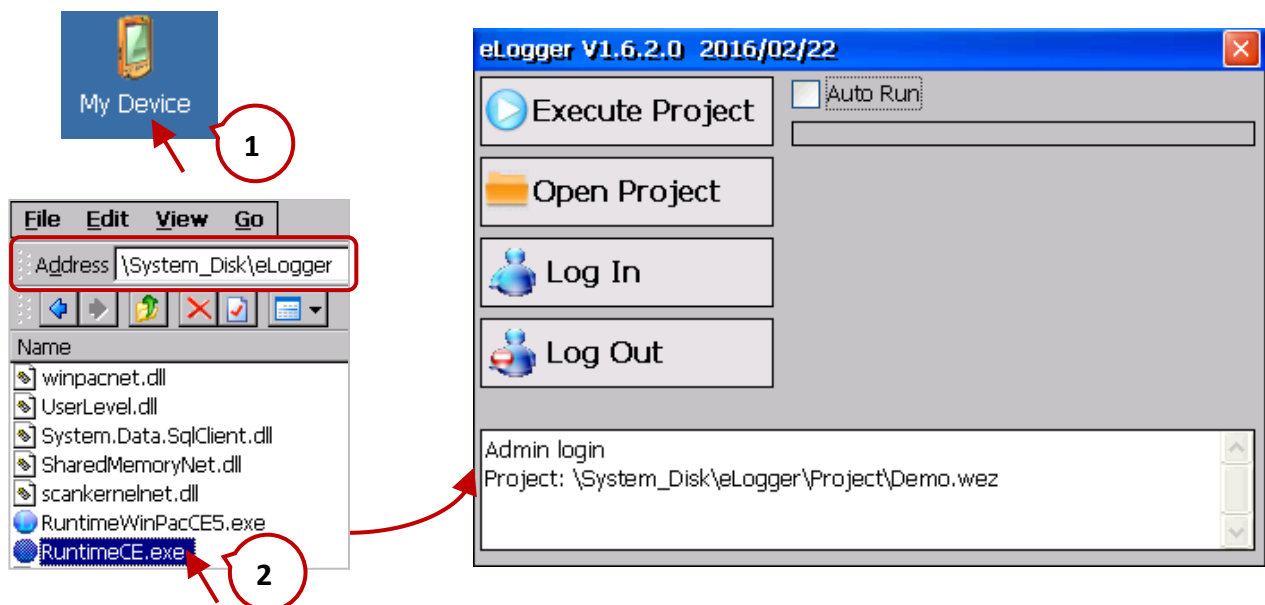 My Device
1
File Edit View Go
Address \System_Disk\eLogger
Name
winpacnet.dll
UserLevel.dll
System.Data.SqlClient.dll
SharedMemoryNet.dll
scankernelnet.dll
RuntimeWinPacCE5.exe
RuntimeCE.exe
2
eLogger V1.6.2.0 2016/02/22
Execute Project
Auto Run
Open Project
Log In
Log Out
Admin login
Project: \System_Disk\eLogger\Project\Demo.wez